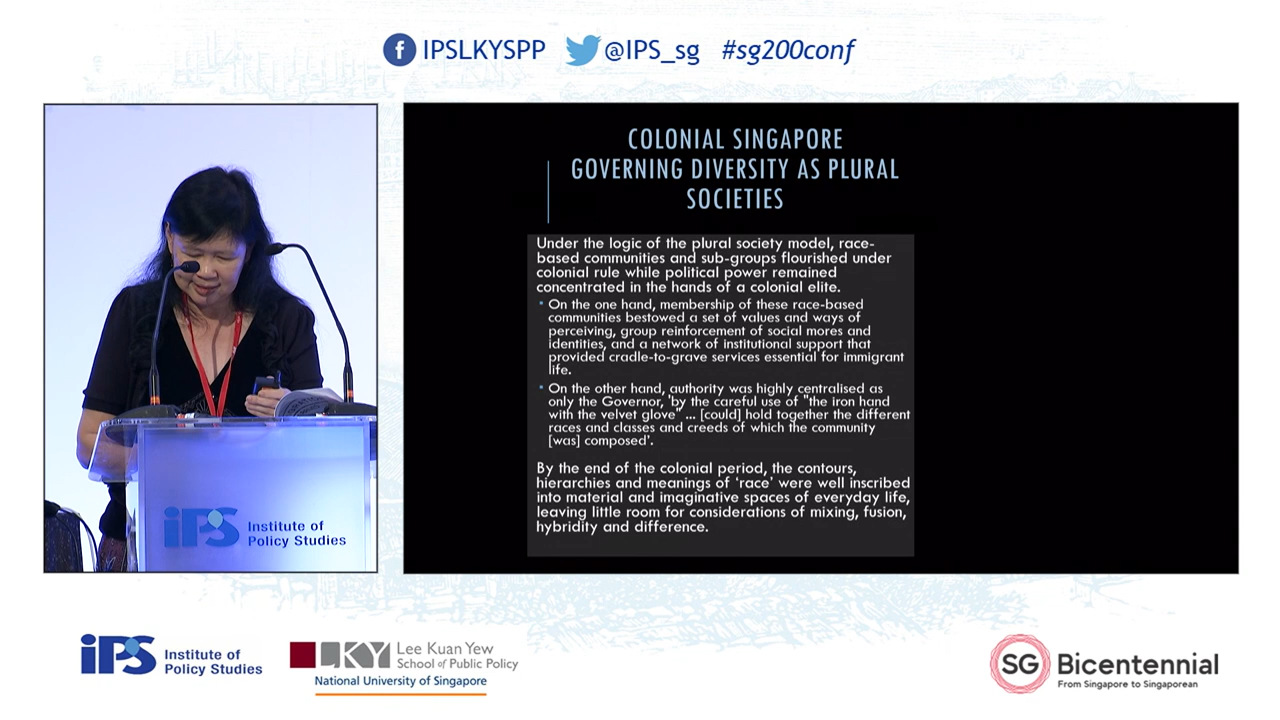 IPSLKYSPP @IPS_sg #sg200conf
COLONIAL SINGAPORE
GOVERNING DIVERSITY AS PLURAL
SOCIETIES
Under the logic of the plural society model, race-
based communities and sub-groups flourished under
colonial rule while political power remained
concentrated in the hands of a colonial elite.
On the one hand, membership of these race-based
communities bestowed a set of values and ways of
perceiving, group reinforcement of social mores and
identities, and a network of institutional support that
provided cradle-to-grave services essential for immigrant
life.
On the other hand, authority was highly centralised as
only the Governor, 'by the careful use of "the iron hand
with the velvet glove" ... [could] hold together the different
races and classes and creeds of which the community
[was] composed'.
By the end of the colonial period, the contours,
hierarchies and meanings of ‘race’ were well inscribed
into material and imaginative spaces of everyday life,
leaving little room for considerations of mixing, fusion,
hybridity and difference.
iPS Institute of
Policy Studies
iPS Institute of
Policy Studies
LKY Lee Kuan Yew
School of Public Policy
National University of Singapore
SG Bicentennial
From Singapore to Singaporean